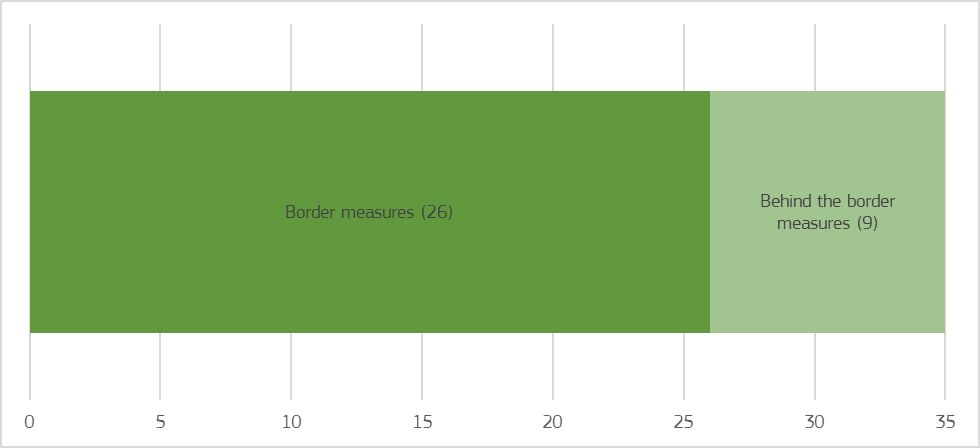 Border measures (26)
Behind the border
measures (9)
0 5 10 15 20 25 30 35